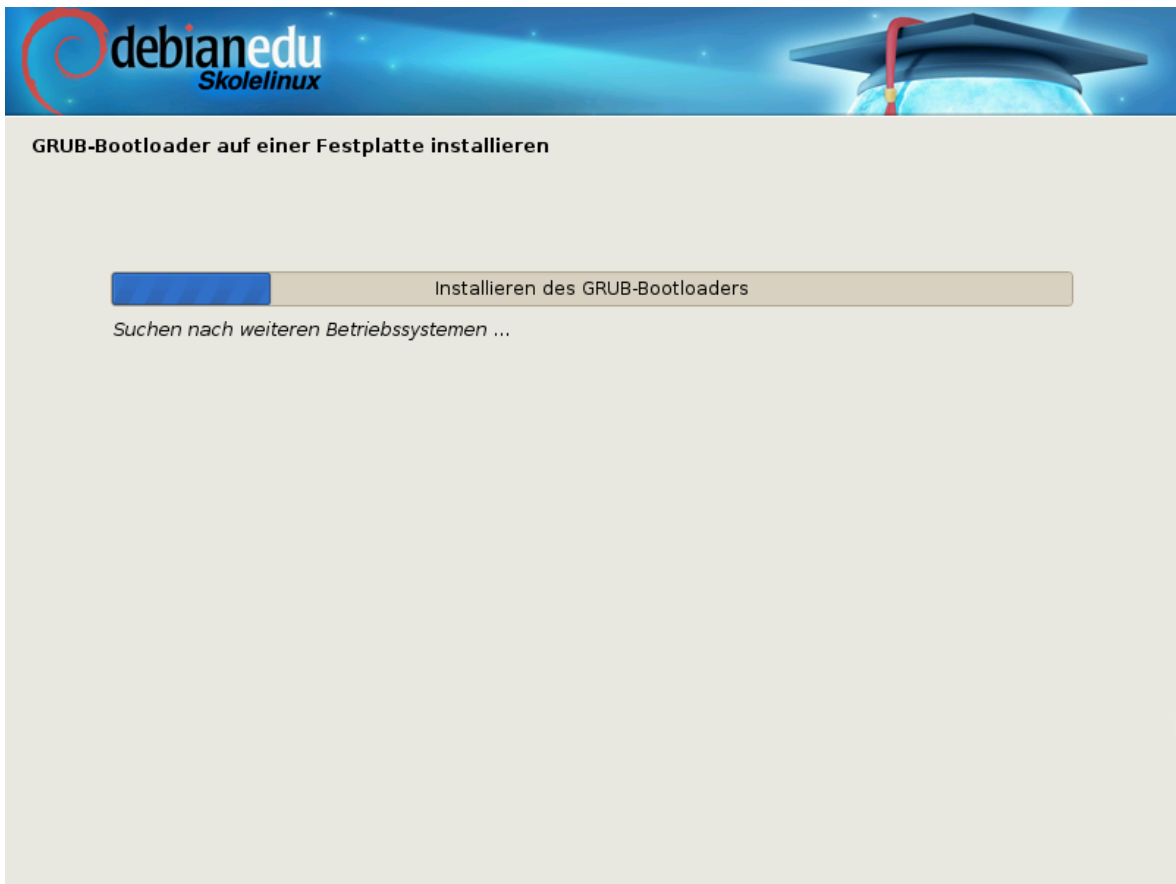 debianedu
Skolelinux
GRUB-Bootloader auf einer Festplatte installieren
Installieren des GRUB-Bootloaders
Suchen nach weiteren Betriebssystemen ...